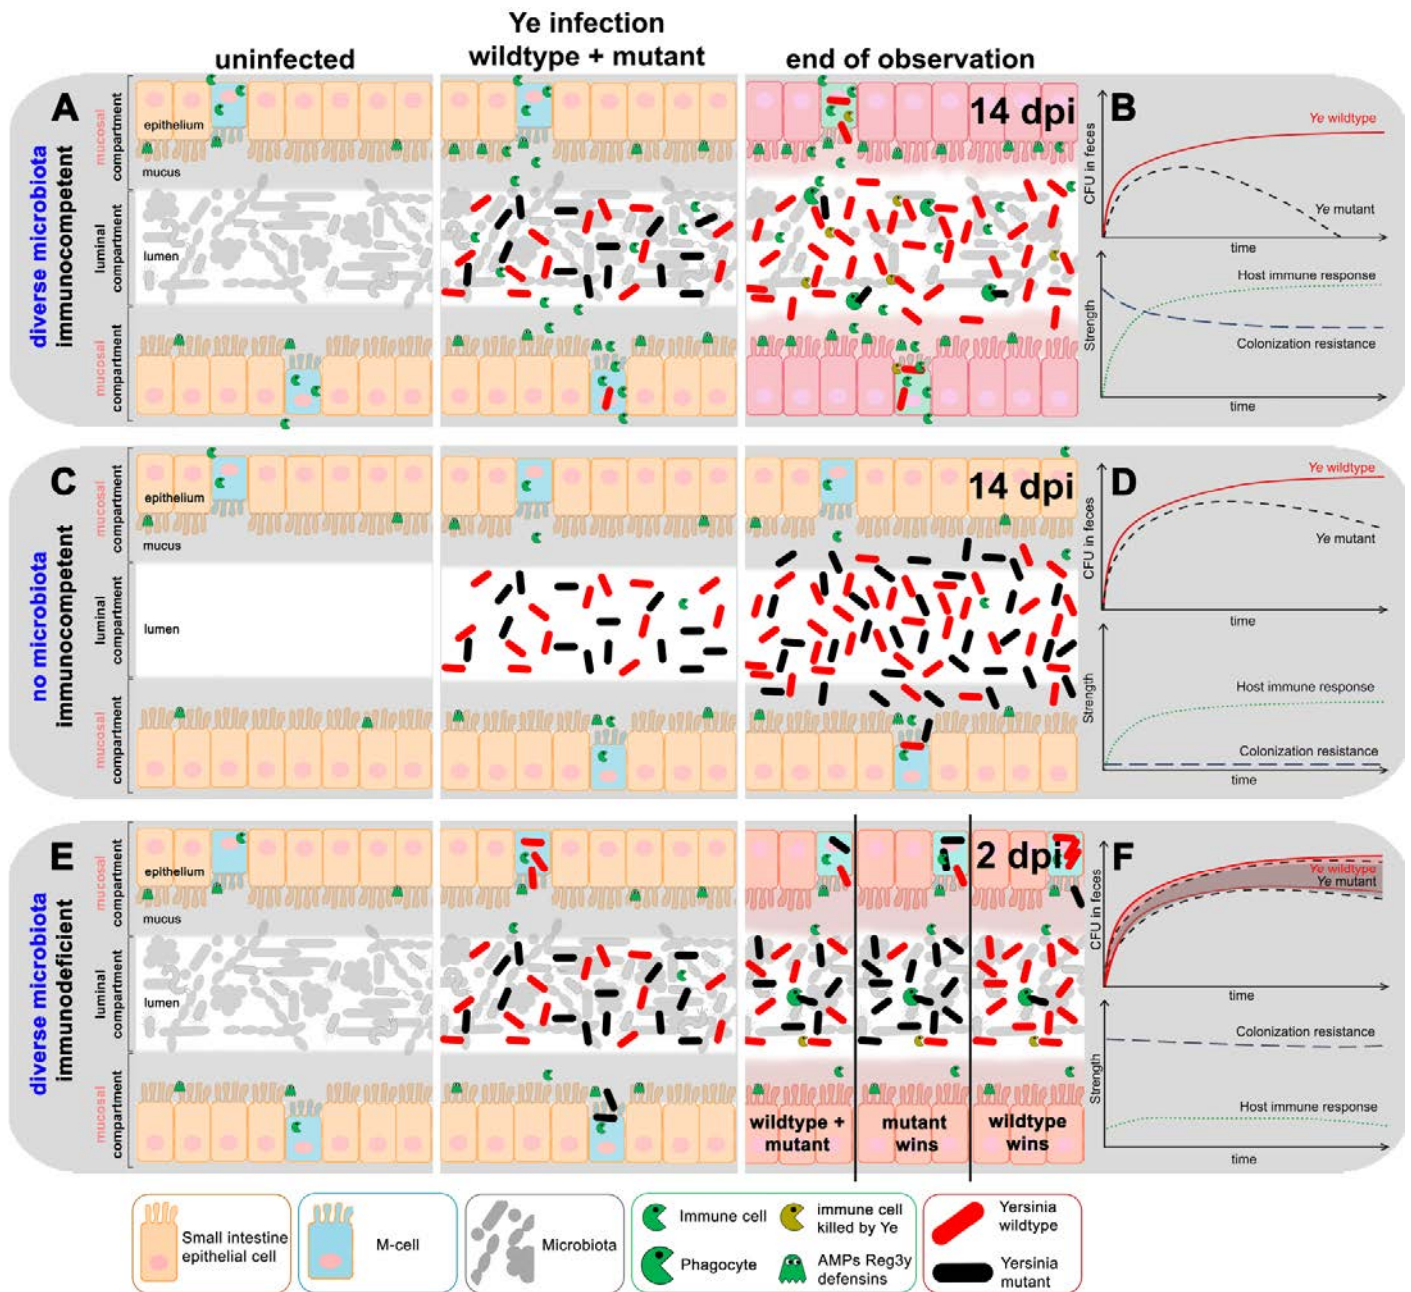 Ye infection
uninfected
wildtype + mutant
end of observation
A
diverse microbiota
immunocompetent
mucosal
compartment
luminal
compartment
mucosal
compartment
epithelium
mucus
lumen
14 dpi
B
CFU in feces
Ye wildtype
Ye mutant
time
Strength
Host immune response
Colonization resistance
time
C
no microbiota
immunocompetent
mucosal
compartment
luminal
compartment
mucosal
compartment
epithelium
mucus
lumen
14 dpi
D
CFU in feces
Ye wildtype
Ye mutant
time
Strength
Host immune response
Colonization resistance
time
E
diverse microbiota
immunodeficient
mucosal
compartment
luminal
compartment
mucosal
compartment
epithelium
mucus
lumen
2 dpi
wildtype +
mutant
mutant
wins
wildtype
wins
F
CFU in feces
Ye wildtype
Ye mutant
time
Strength
Colonization resistance
Host immune response
time
Small intestine
epithelial cell
M-cell
Microbiota
Immune cell
Phagocyte
immune cell
killed by Ye
AMPs Reg3y
defensins
Yersinia
wildtype
Yersinia
mutant